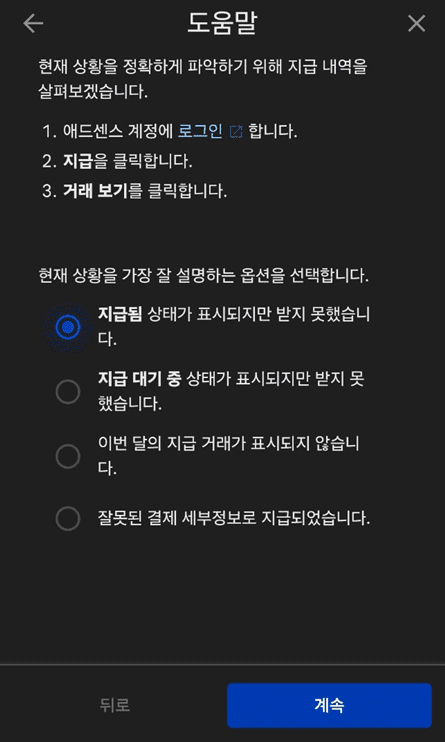 도움말
현재 상황을 정확하게 파악하기 위해 지급 내역을
살펴보겠습니다.
1. 애드센스 계정에 로그인 합니다.
2. 지급을 클릭합니다.
3. 거래 보기를 클릭합니다.
현재 상황을 가장 잘 설명하는 옵션을 선택합니다.
지급됨 상태가 표시되지만 받지 못했습니
다.
지급 대기 중 상태가 표시되지만 받지 못
했습니다.
이번 달의 지급 거래가 표시되지 않습니
다.
잘못된 결제 세부정보로 지급되었습니다.
뒤로
계속